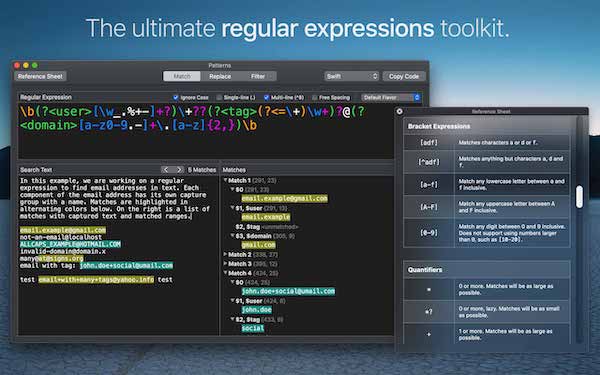 The ultimate regular expressions toolkit.
Patterns
Reference Sheet
Match
Replace
Filter
Swift
Copy Code
Regular Expression
Ignore Case
Single-line (.)
Multi-line (^$)
Free Spacing
Default Flavor
\b(?<user>[\w_.%+-]+?)\+??(?<tag>(?<=\+)\w+)?@(?
<domain>[a-z0-9.-]+\.[a-z]{2,})\b
Search Text
5 Matches
In this example, we are working on a regular
expression to find email addresses in text. Each
component of the email address has its own capture
group with a name. Matches are highlighted in
alternating colors below. On the right is a list of
matches with captured text and matched ranges.
email.example@gmail.com
not-an-email@localhost
ALLCAPS_EXAMPLE@HOTMAIL.COM
invalid-domain@domain.x
many@at@signs.org
email with tag: john.doe+social@umail.com
test email+with+many+tags@yahoo.info test
Matches
Match 1 (291, 23)
$0 (291, 23)
email.example@gmail.com
$1, $user (291, 13)
email.example
$2, $tag <unmatched>
$3, $domain (305, 9)
gmail.com
Match 2 (338, 27)
Match 3 (394, 12)
Match 4 (424, 25)
$0 (424, 25)
john.doe+social@umail.com
$1, $user (424, 8)
john.doe
$2, $tag (433, 6)
social
Reference Sheet
Bracket Expressions
[adf]
Matches characters a or d or f.
[^adf]
Matches anything but characters a, d and
f.
[a-f]
Match any lowercase letter between a and
f inclusive.
[A-F]
Match any uppercase letter between A
and F inclusive.
[0-9]
Match any digit between 0 and 9 inclusive.
Does not support using numbers larger
than 9, such as [10-20].
Quantifiers
*
0 or more. Matches will be as large as
possible.
*?
0 or more, lazy. Matches will be as small
as possible.
+
1 or more. Matches will be as large as
possible.